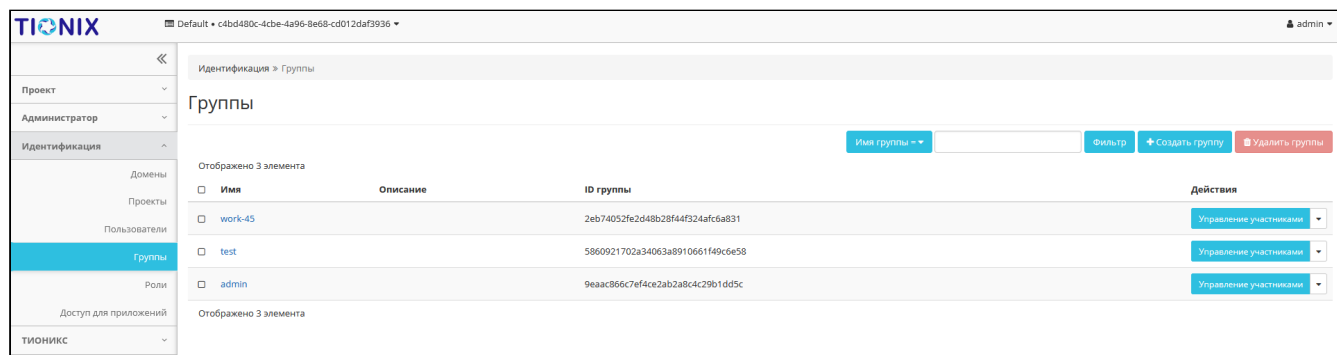 TIONIX
Default • c4bd480c-4cbe-4a96-8e68-cd012daf3936
admin
Проект
Администратор
Идентификация
Домены
Проекты
Пользователи
Группы
Роли
Доступ для приложений
ТИОНИКС
Идентификация » Группы
Группы
Имя группы = Фильтр + Создать группу Удалить группы
Отображено 3 элемента
Имя Описание ID группы Действия
work-45 2eb74052fe2d48b28f44f324afc6a831 Управление участниками
test 5860921702a34063a8910661f49c6e58 Управление участниками
admin 9eaac866c7ef4ce2ab2a8c4c29b1dd5c Управление участниками
Отображено 3 элемента